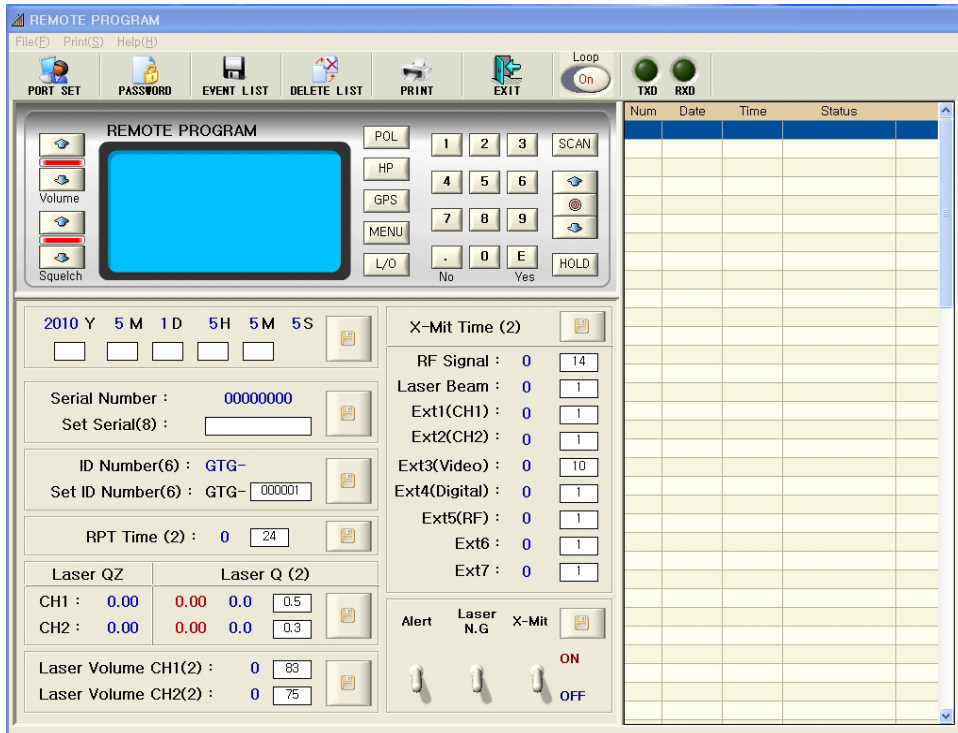 REMOTE PROGRAM
File(F) Print(S) Help(H)
PORT SET PASSWORD EVENT LIST DELETE LIST PRINT EXIT Loop On TXD RXD
REMOTE PROGRAM
Volume
Squelch
POL
HP
GPS
MENU
L/O
1 2 3 SCAN
4 5 6
7 8 9
. 0 E HOLD
No Yes
Num Date Time Status
2010 Y 5 M 1 D 5 H 5 M 5 S
Serial Number : 00000000
Set Serial(8) :
ID Number(6) : GTG-
Set ID Number(6) : GTG- 000001
RPT Time (2) : 0 24
Laser QZ Laser Q (2)
CH1 : 0.00 0.00 0.0 0.5
CH2 : 0.00 0.00 0.0 0.3
Laser Volume CH1(2) : 0 83
Laser Volume CH2(2) : 0 75
X-Mit Time (2)
RF Signal : 0 14
Laser Beam : 0 1
Ext1(CH1) : 0 1
Ext2(CH2) : 0 1
Ext3(Video) : 0 10
Ext4(Digital) : 0 1
Ext5(RF) : 0 1
Ext6 : 0 1
Ext7 : 0 1
Alert Laser N.G X-Mit
ON
OFF